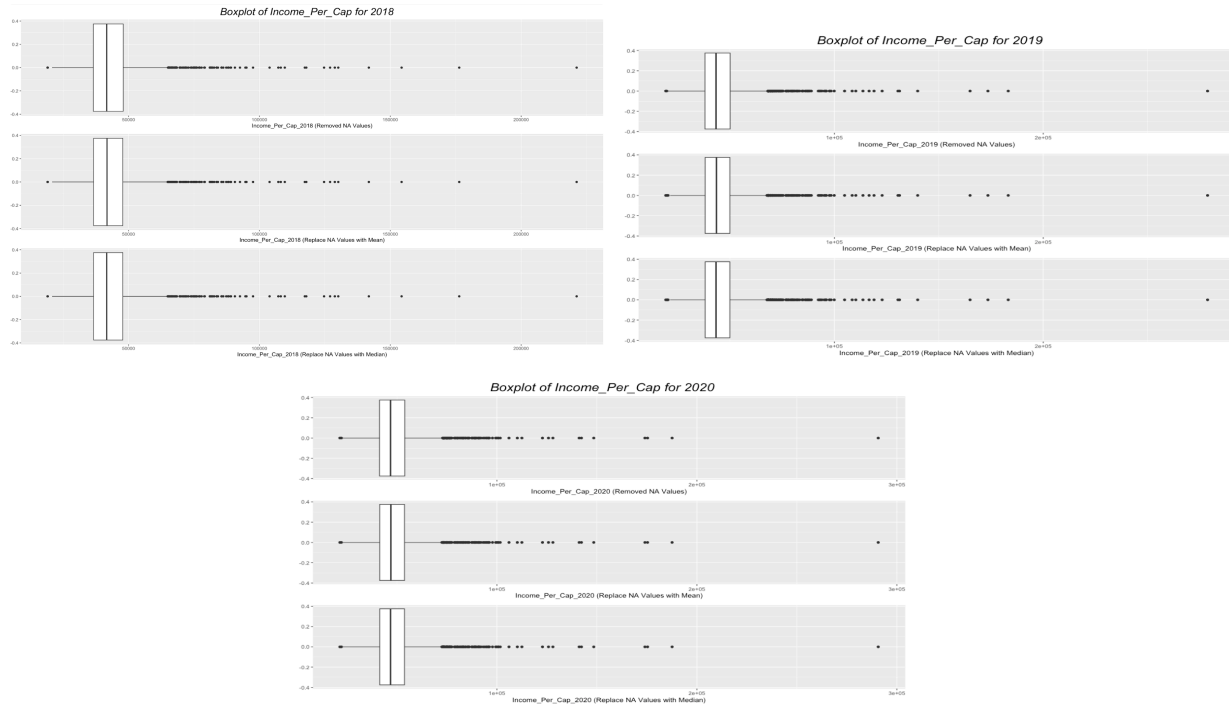 Boxplot of Income_Per_Cap for 2018
0.4
0.2
0.0
-0.2
-0.4
50000 100000 150000 200000
Income_Per_Cap_2018 (Removed NA Values)
0.4
0.2
0.0
-0.2
-0.4
50000 100000 150000 200000
Income_Per_Cap_2018 (Replace NA Values with Mean)
0.4
0.2
0.0
-0.2
-0.4
50000 100000 150000 200000
Income_Per_Cap_2018 (Replace NA Values with Median)
Boxplot of Income_Per_Cap for 2019
0.4
0.2
0.0
-0.2
-0.4
1e+05 2e+05
Income_Per_Cap_2019 (Removed NA Values)
0.4
0.2
0.0
-0.2
-0.4
1e+05 2e+05
Income_Per_Cap_2019 (Replace NA Values with Mean)
0.4
0.2
0.0
-0.2
-0.4
1e+05 2e+05
Income_Per_Cap_2019 (Replace NA Values with Median)
Boxplot of Income_Per_Cap for 2020
0.4
0.2
0.0
-0.2
-0.4
1e+05 2e+05 3e+05
Income_Per_Cap_2020 (Removed NA Values)
0.4
0.2
0.0
-0.2
-0.4
1e+05 2e+05 3e+05
Income_Per_Cap_2020 (Replace NA Values with Mean)
0.4
0.2
0.0
-0.2
-0.4
1e+05 2e+05 3e+05
Income_Per_Cap_2020 (Replace NA Values with Median)